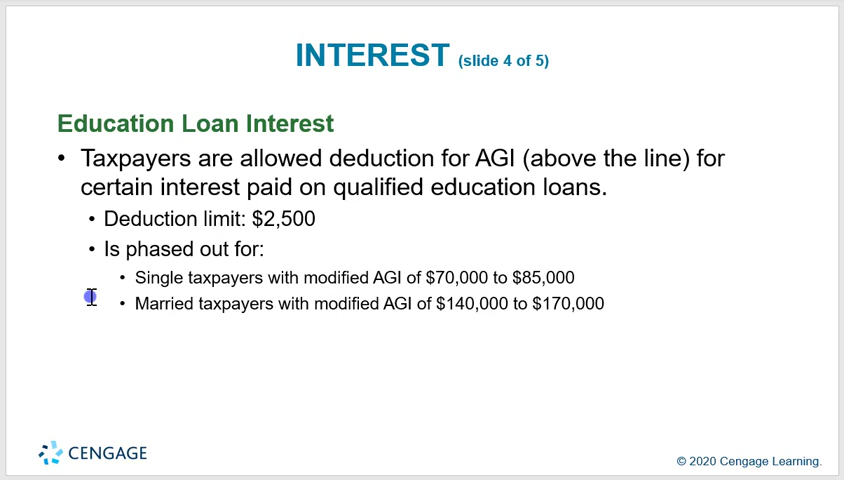 INTEREST (slide 4 of 5)
Education Loan Interest
• Taxpayers are allowed deduction for AGI (above the line) for
certain interest paid on qualified education loans.
• Deduction limit: $2,500
• Is phased out for:
• Single taxpayers with modified AGI of $70,000 to $85,000
• Married taxpayers with modified AGI of $140,000 to $170,000
CENGAGE
© 2020 Cengage Learning.